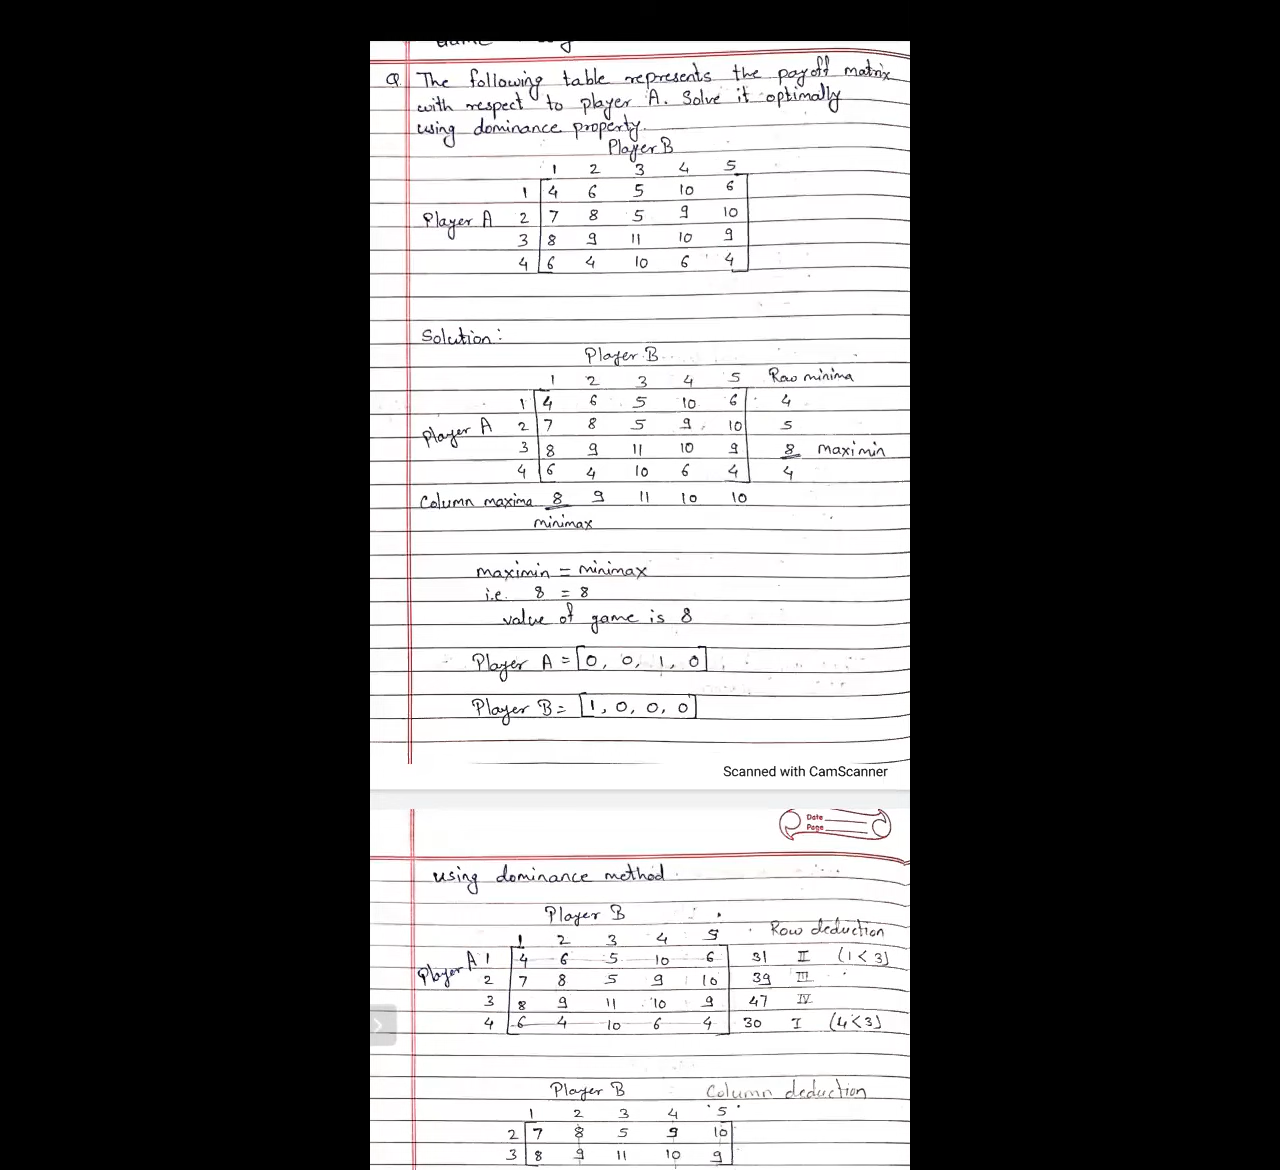 Q. The following table represents the payoff matrix
with respect to player A. Solve it optimally
using dominance property.
Player B
1 2 3 4 5
1 4 6 5 10 6
Player A 2 7 8 5 9 10
3 8 9 11 10 9
4 6 4 10 6 4
Solution:
Player B
1 2 3 4 5 Row minima
1 4 6 5 10 6 4
Player A 2 7 8 5 9 10 5
3 8 9 11 10 9 8 maximin
4 6 4 10 6 4 4
Column maxima 8 9 11 10 10
minimax
maximin = minimax
i.e. 8 = 8
value of game is 8
Player A = [0, 0, 1, 0]
Player B = [1, 0, 0, 0]
Scanned with CamScanner
Date
Page
using dominance method
Player B
1 2 3 4 5 Row deduction
Player A 1 4 6 5 10 6 31 II (1<3)
2 7 8 5 9 10 39 III
3 8 9 11 10 9 47 IV
4 6 4 10 6 4 30 I (4<3)
Player B Column deduction
1 2 3 4 5
2 7 8 5 9 10
3 8 9 11 10 9